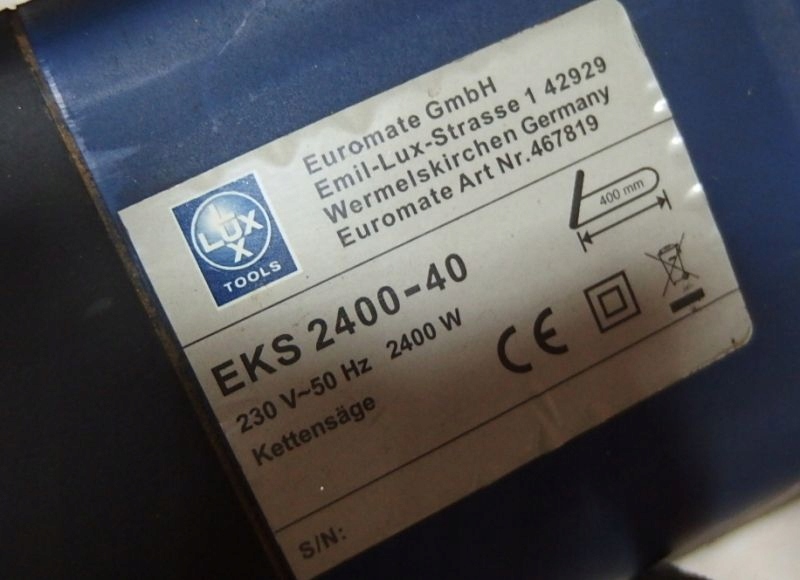 Euromate GmbH
Emil-Lux-Strasse 1 42929
Wermelskirchen Germany
Euromate Art Nr.467819
LUX
LUX
TOOLS
400 mm
EKS 2400-40
230 V~50 Hz 2400 W
Kettensäge
CE
S/N: